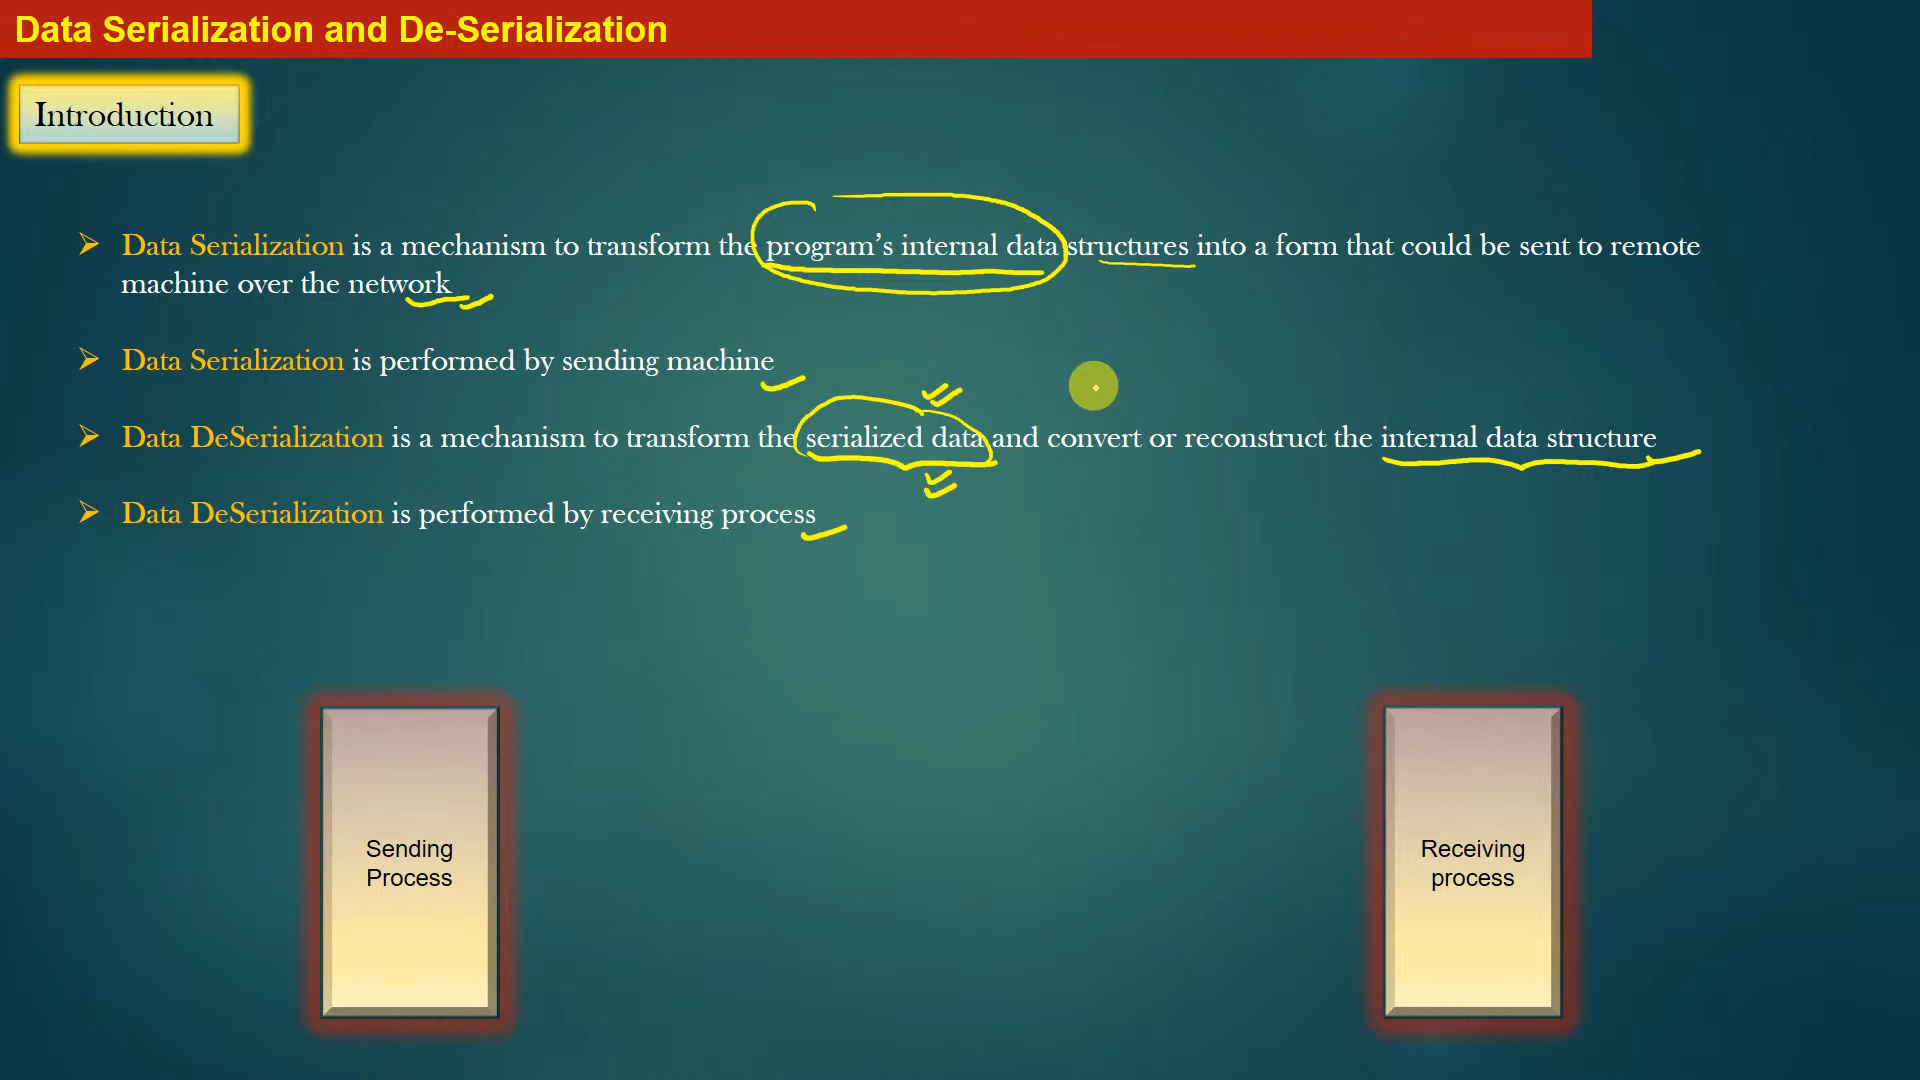 Data Serialization and De-Serialization
Introduction
Data Serialization is a mechanism to transform the program’s internal data structures into a form that could be sent to remote
machine over the network
Data Serialization is performed by sending machine
Data DeSerialization is a mechanism to transform the serialized data and convert or reconstruct the internal data structure
Data DeSerialization is performed by receiving process
Sending
Process
Receiving
process